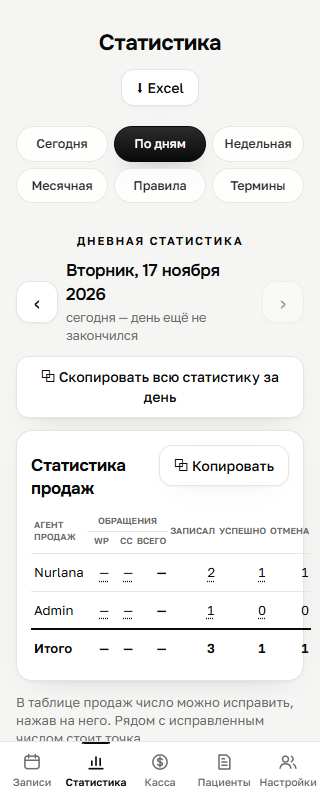 Статистика
⭳ Excel
Сегодня По дням Недельная
Месячная Правила Термины
ДНЕВНАЯ СТАТИСТИКА
Вторник, 17 ноября
2026
‹ ›
сегодня — день ещё не
закончился
Скопировать всю статистику за
день
Статистика
продаж
Копировать
АГЕНТ
ПРОДАЖ
ОБРАЩЕНИЯ
WP CC ВСЕГО
ЗАПИСАЛ УСПЕШНО ОТМЕНА
Nurlana — — — 2 1 1
Admin — — — 1 0 0
Итого — — — 3 1 1
В таблице продаж число можно исправить,
нажав на него. Рядом с исправленным
числом стоит точка
Записи Статистика Касса Пациенты Настройки